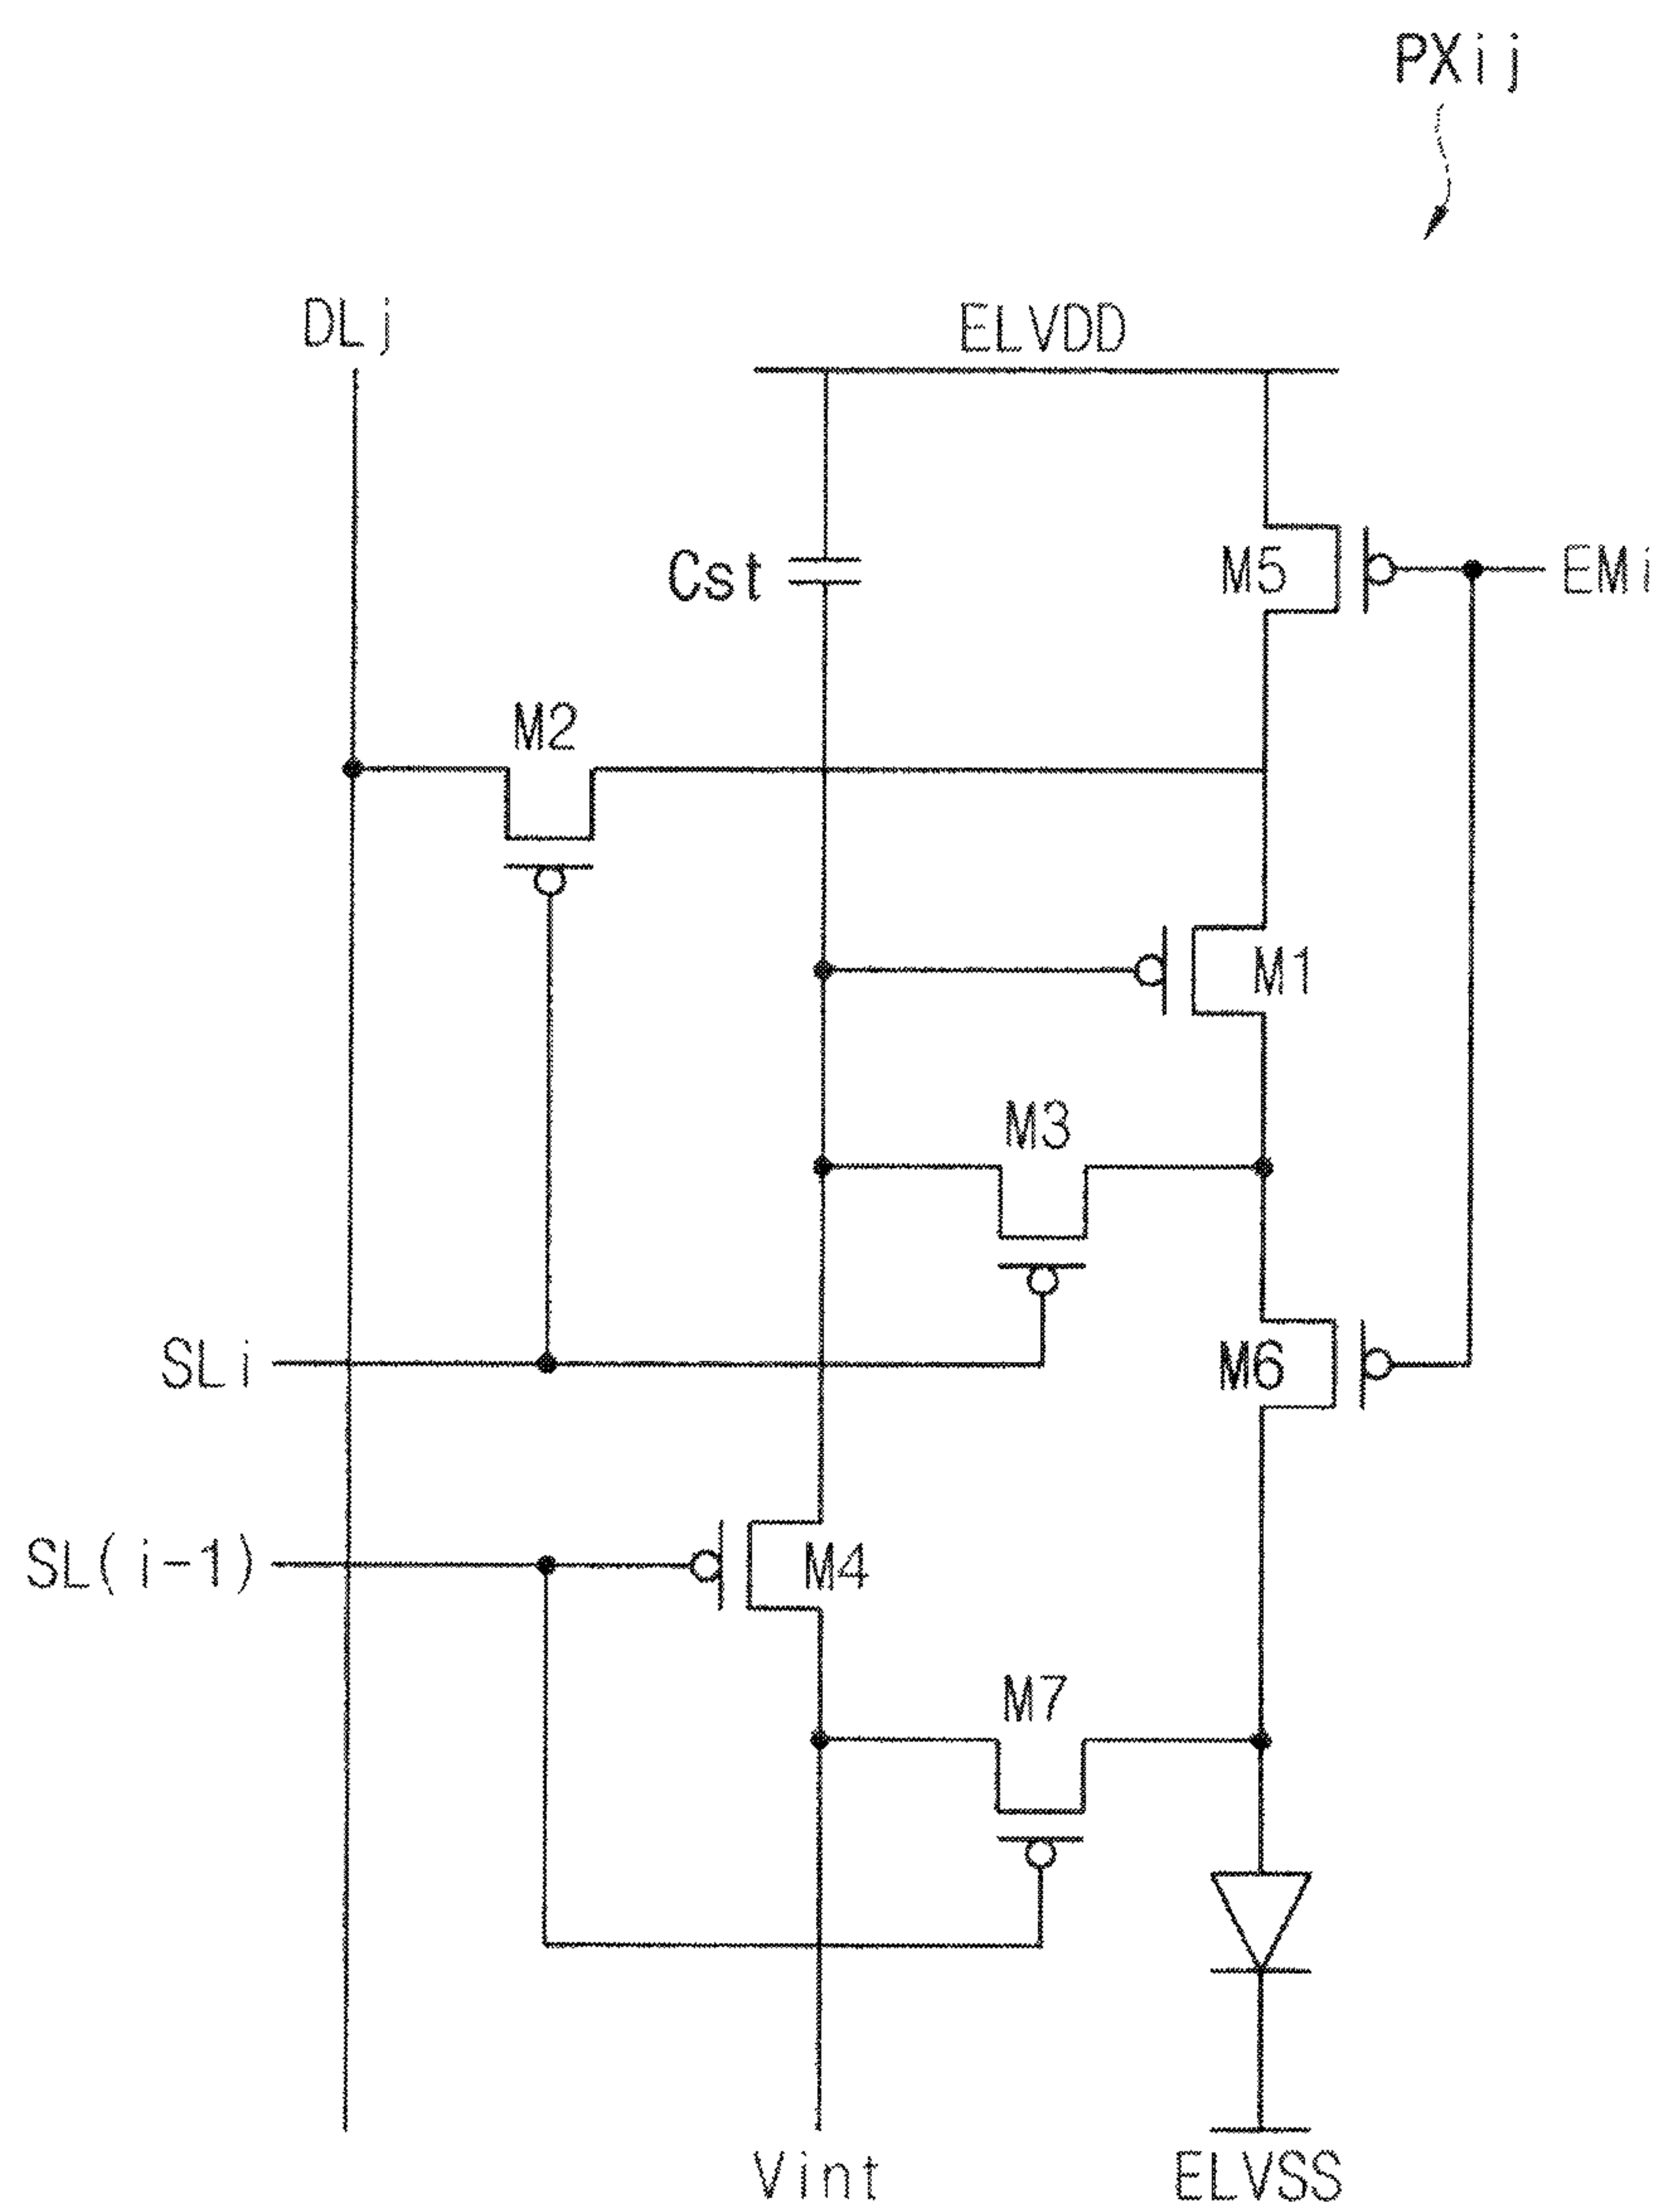 PXij
DLj
ELVDD
Cst
M5
EMi
M2
M1
M3
SLi
M6
SL(i-1)
M4
M7
Vint
ELVSS